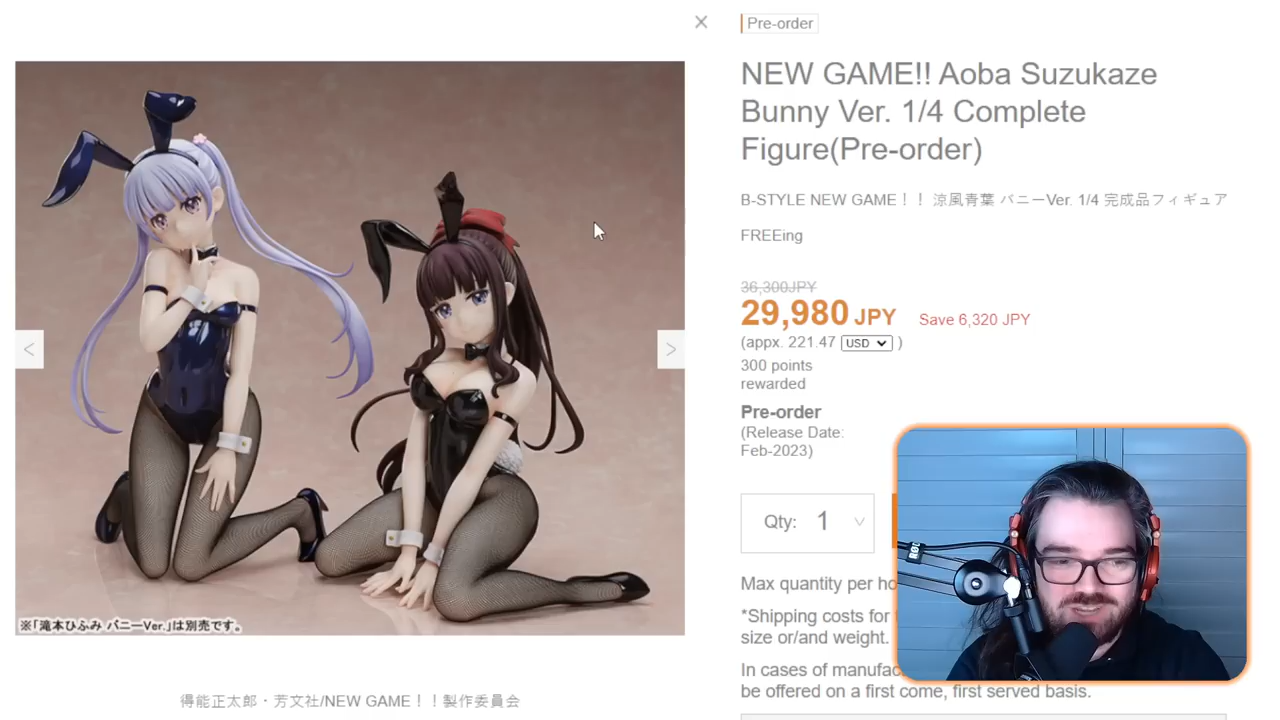 Pre-order
NEW GAME!! Aoba Suzukaze
Bunny Ver. 1/4 Complete
Figure(Pre-order)
B-STYLE NEW GAME！！ 涼風青葉 バニーVer. 1/4 完成品フィギュア
FREEing
36,300JPY
29,980 JPY Save 6,320 JPY
(appx. 221.47 USD )
300 points
rewarded
Pre-order
(Release Date:
Feb-2023)
Qty: 1
Max quantity per ho
*Shipping costs for
size or/and weight.
In cases of manufac
be offered on a first come, first served basis.
※「滝本ひふみ バニーVer.」は別売です。
得能正太郎・芳文社/NEW GAME！！製作委員会
RØDE